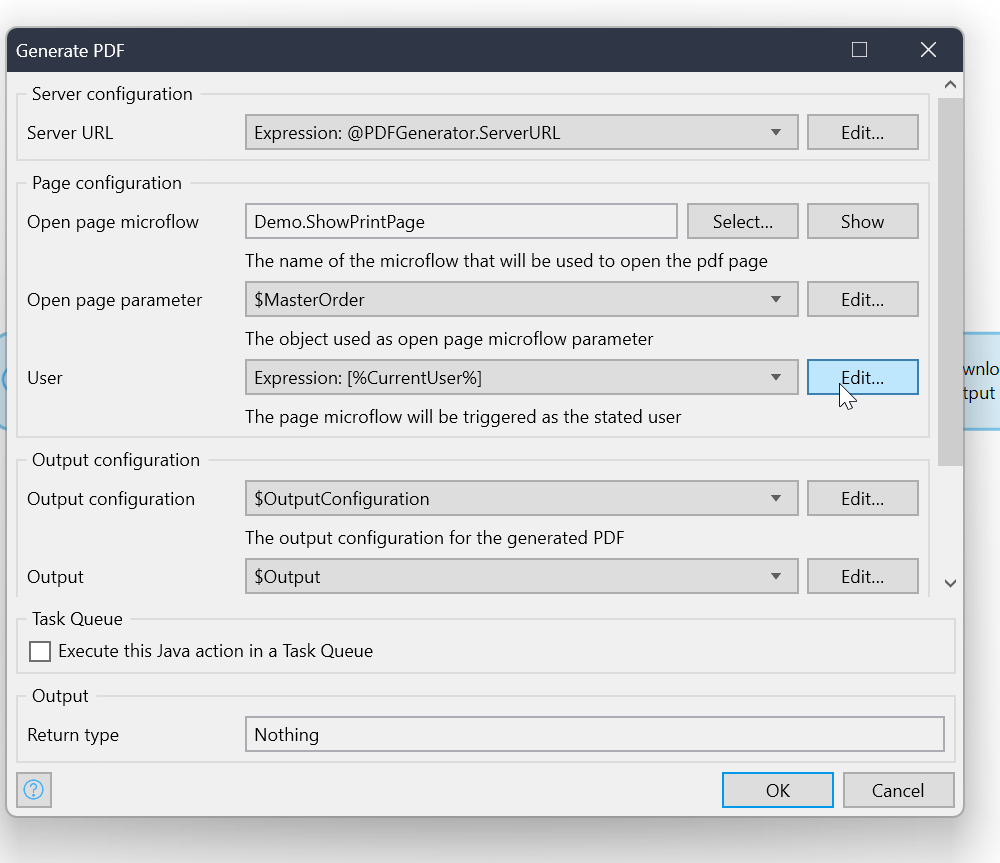 Generate PDF
Server configuration
Server URL
Expression: @PDFGenerator.ServerURL
Edit...
Page configuration
Open page microflow
Demo.ShowPrintPage
Select...
Show
The name of the microflow that will be used to open the pdf page
Open page parameter
$MasterOrder
Edit...
The object used as open page microflow parameter
User
Expression: [%CurrentUser%]
Edit...
The page microflow will be triggered as the stated user
Output configuration
Output configuration
$OutputConfiguration
Edit...
The output configuration for the generated PDF
Output
$Output
Edit...
Task Queue
Execute this Java action in a Task Queue
Output
Return type
Nothing
?
OK
Cancel
wnlo
tput